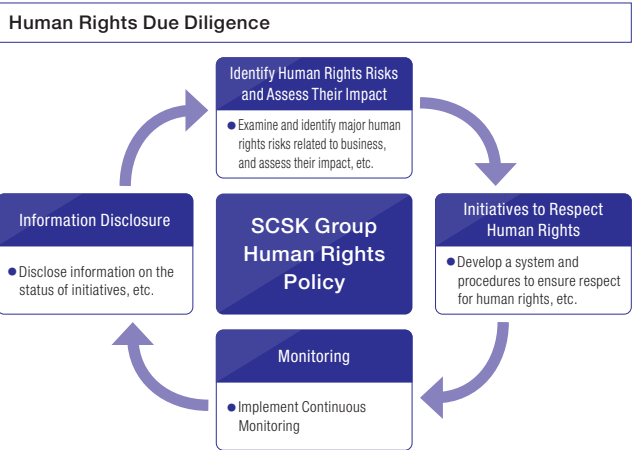 Human Rights Due Diligence
Identify Human Rights Risks
and Assess Their Impact
● Examine and identify major human
rights risks related to business,
and assess their impact, etc.
Information Disclosure
● Disclose information on the
status of initiatives, etc.
SCSK Group
Human Rights
Policy
Initiatives to Respect
Human Rights
● Develop a system and
procedures to ensure respect
for human rights, etc.
Monitoring
● Implement Continuous
Monitoring